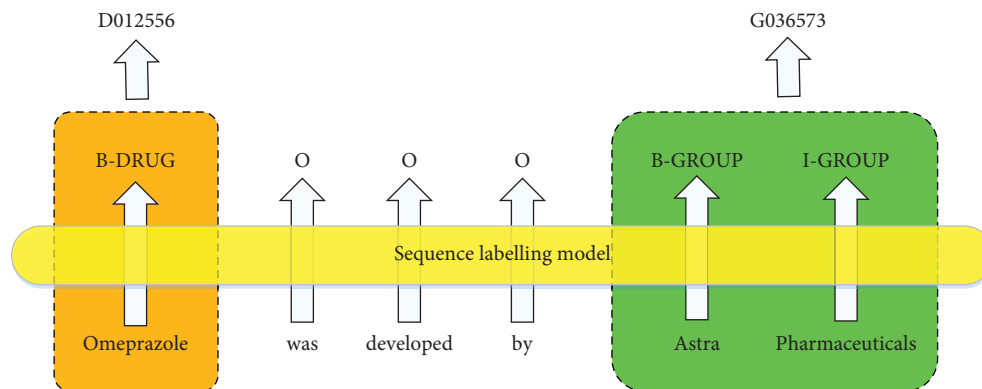 D012556 G036573
B-DRUG O O O B-GROUP I-GROUP
Sequence labelling model
Omeprazole was developed by Astra Pharmaceuticals